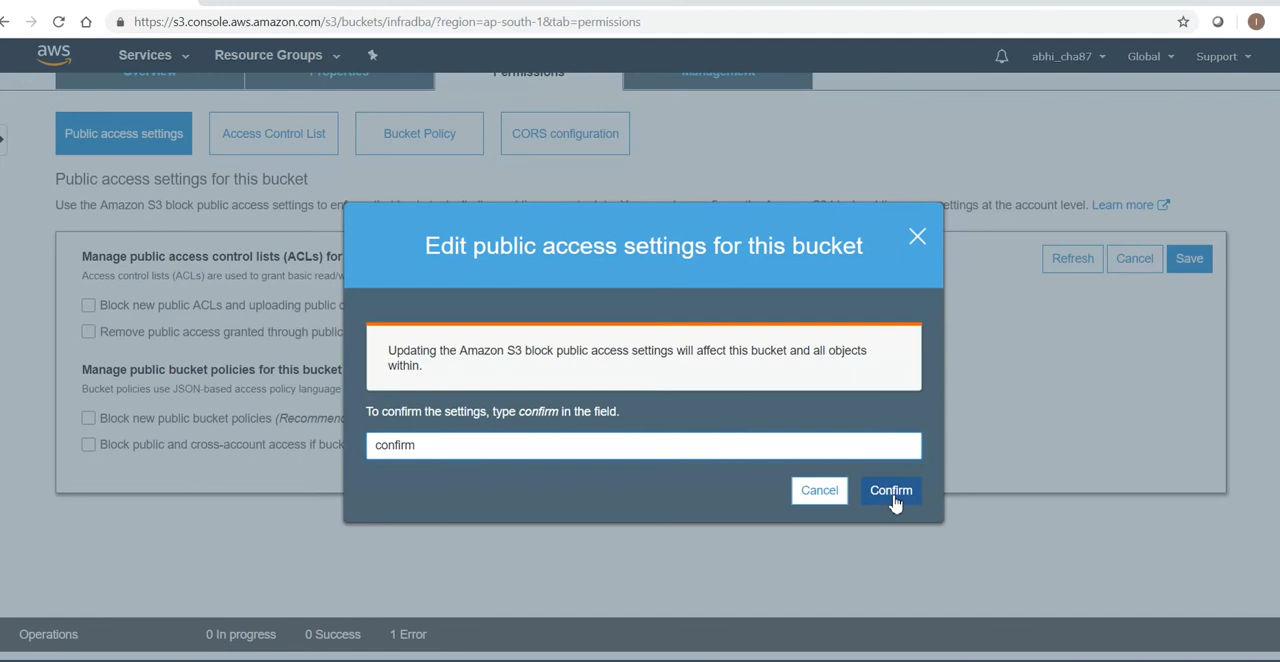 https://s3.console.aws.amazon.com/s3/buckets/infradba/?region=ap-south-1&tab=permissions
I
aws Services Resource Groups abhi_cha87 Global Support
Overview Properties Permissions Management
Public access settings Access Control List Bucket Policy CORS configuration
Public access settings for this bucket
Use the Amazon S3 block public access settings to en
ettings at the account level. Learn more
Edit public access settings for this bucket
Manage public access control lists (ACLs) for
Refresh Cancel Save
Access control lists (ACLs) are used to grant basic read/w
Block new public ACLs and uploading public o
Remove public access granted through public
Updating the Amazon S3 block public access settings will affect this bucket and all objects
within.
Manage public bucket policies for this bucket
Bucket policies use JSON-based access policy language
Block new public bucket policies (Recommend
Block public and cross-account access if buck
To confirm the settings, type confirm in the field.
confirm
Cancel Confirm
Operations 0 In progress 0 Success 1 Error